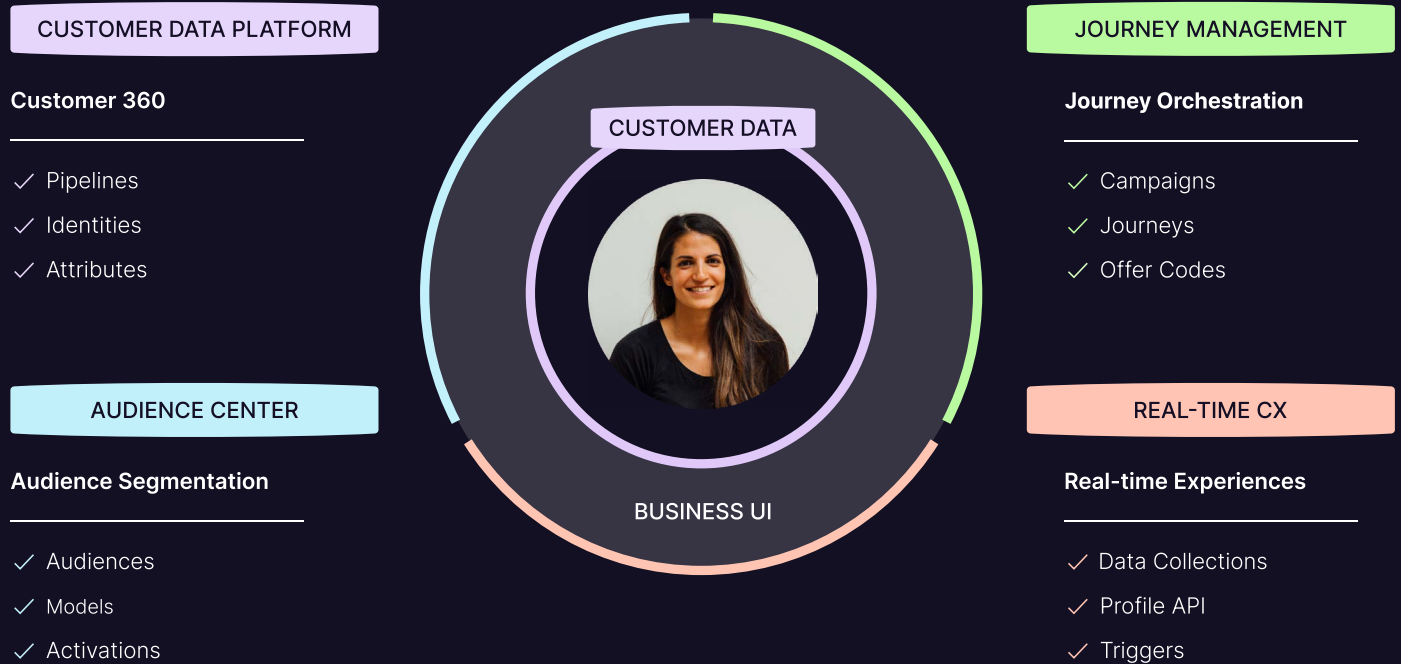 CUSTOMER DATA PLATFORM
Customer 360
Pipelines
Identities
Attributes
AUDIENCE CENTER
Audience Segmentation
Audiences
Models
Activations
CUSTOMER DATA
BUSINESS UI
JOURNEY MANAGEMENT
Journey Orchestration
Campaigns
Journeys
Offer Codes
REAL-TIME CX
Real-time Experiences
Data Collections
Profile API
Triggers